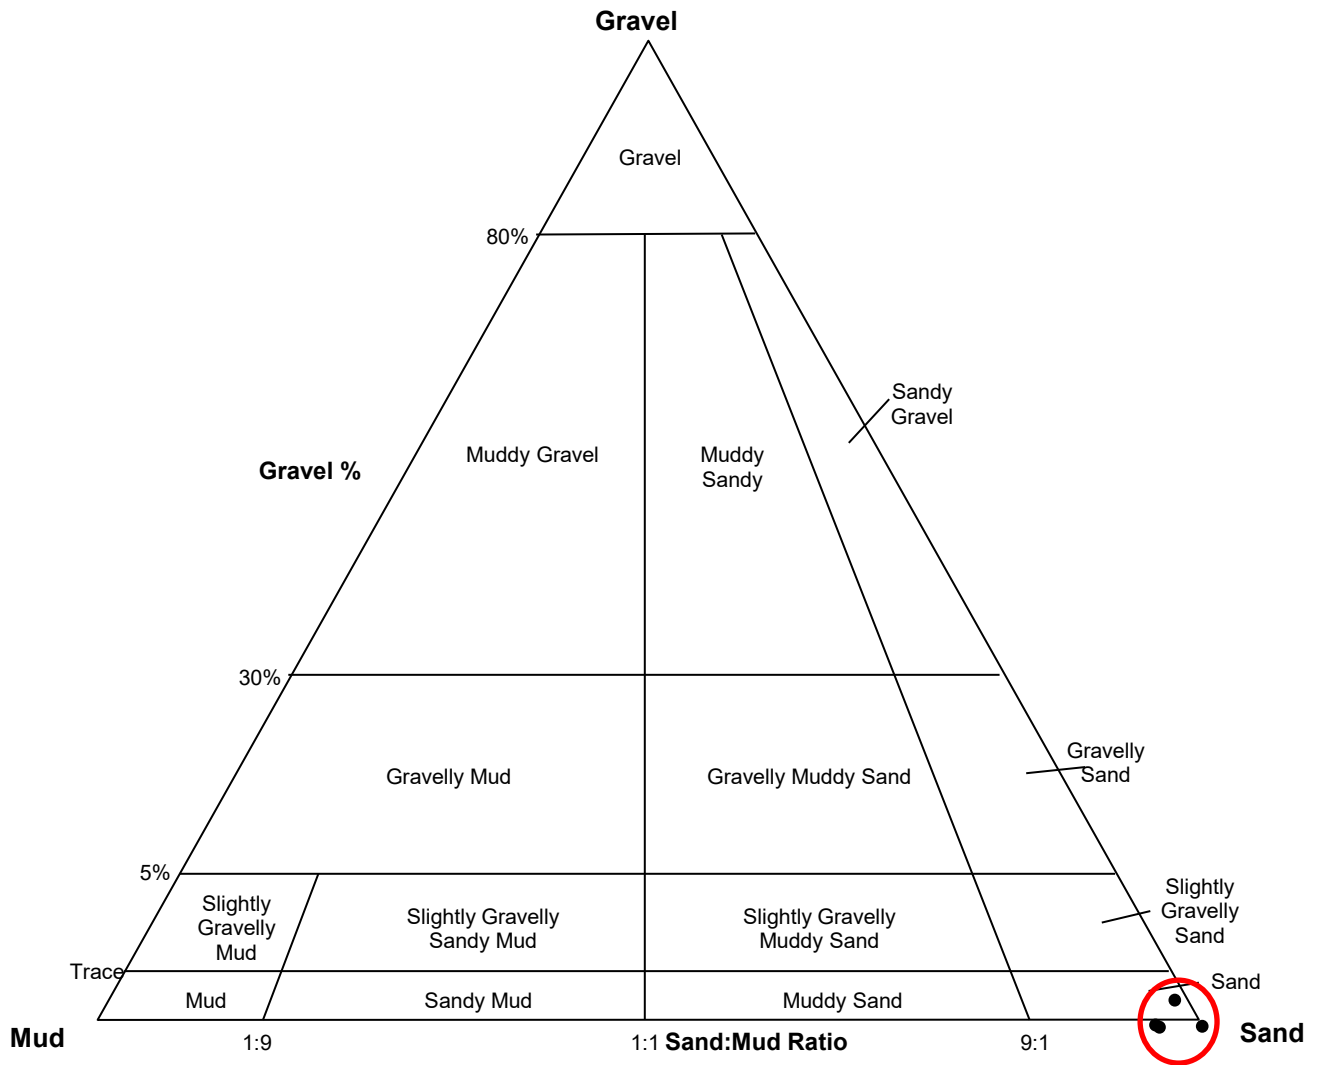 Gravel
Gravel
80%
Sandy
Gravel
Muddy Gravel
Muddy
Sandy
Gravel %
30%
Gravelly
Sand
Gravelly Mud
Gravelly Muddy Sand
5%
Slightly
Gravelly
Sand
Slightly
Gravelly
Mud
Slightly Gravelly
Sandy Mud
Slightly Gravelly
Muddy Sand
Trace
Sand
Mud
Sandy Mud
Muddy Sand
Mud
Sand
1:9
1:1
Sand:Mud Ratio
9:1